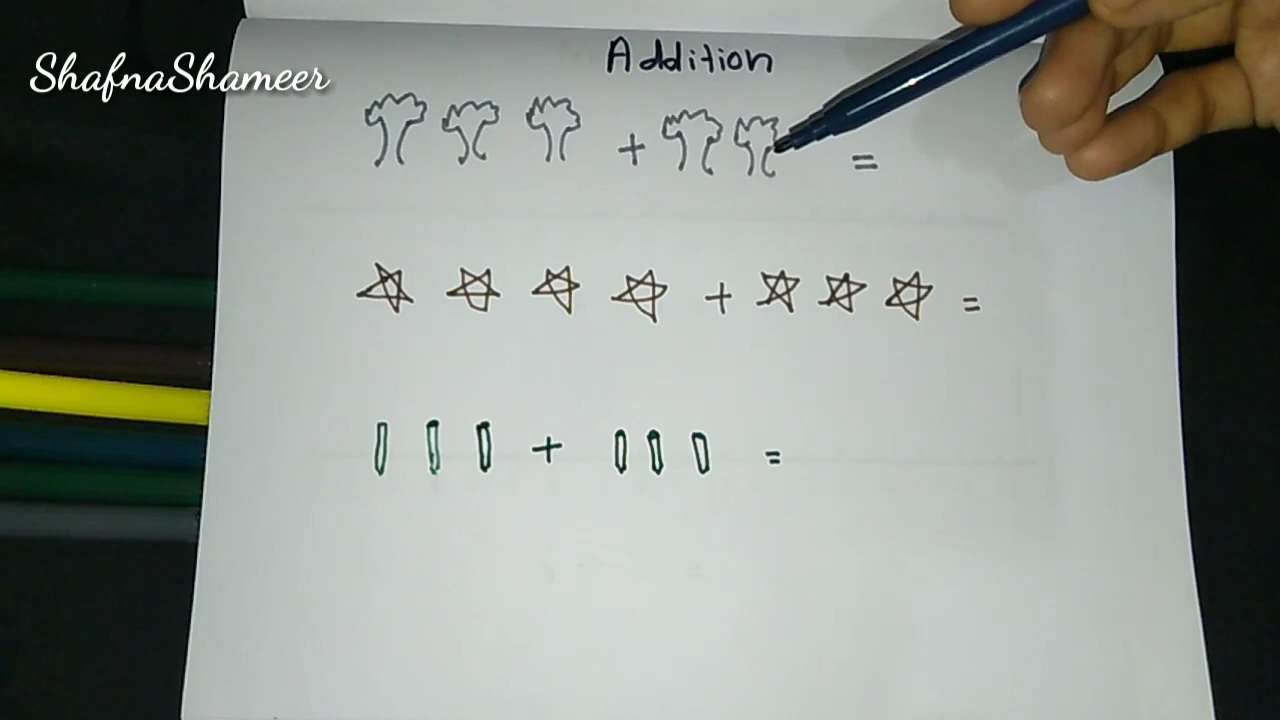 ShafnaShameer
Addition
+ =
+ =
+ =